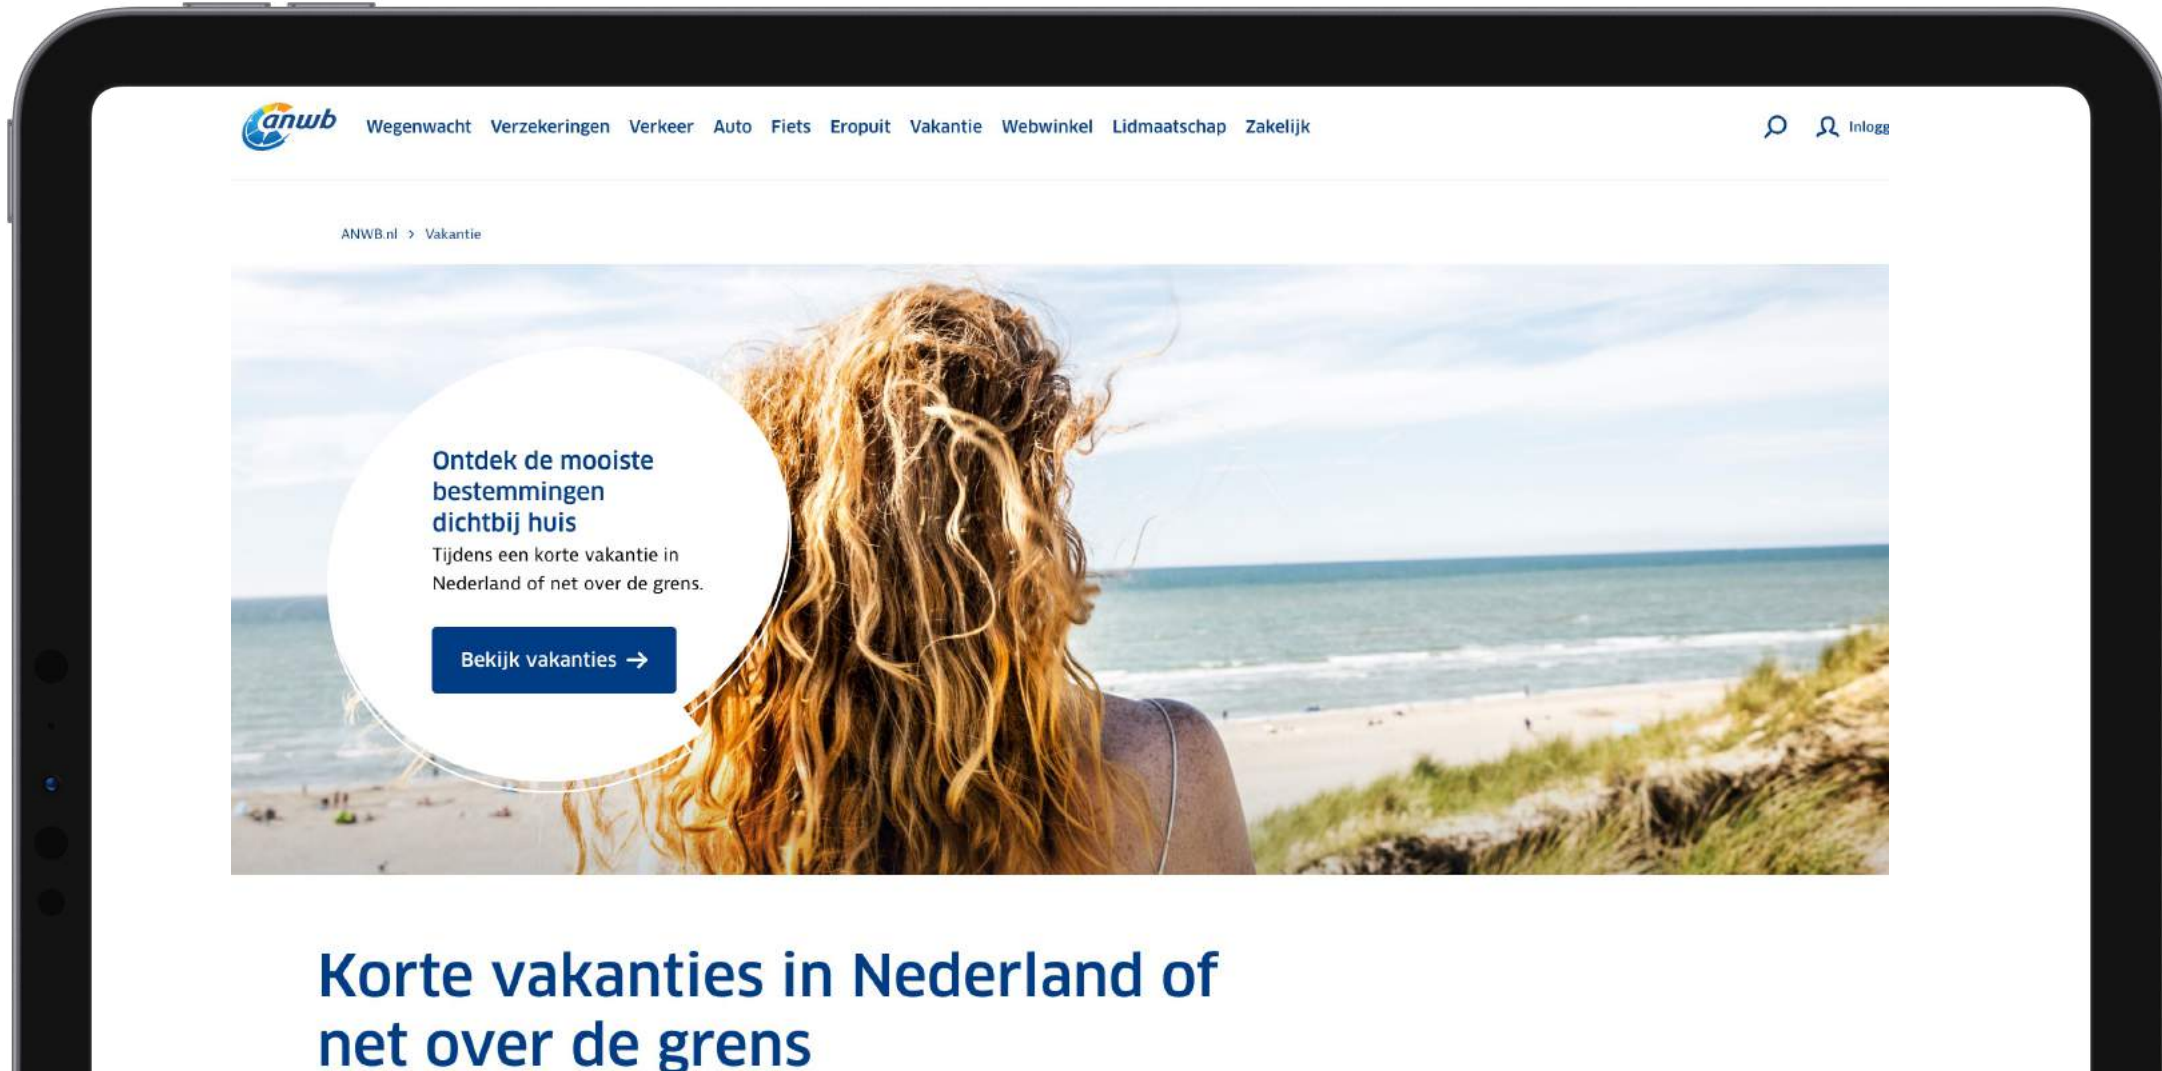 anwb
Wegenwacht Verzekeringen Verkeer Auto Fiets Eropuit Vakantie Webwinkel Lidmaatschap Zakelijk
Inlogg
ANWB.nl > Vakantie
Ontdek de mooiste
bestemmingen
dichtbij huis
Tijdens een korte vakantie in
Nederland of net over de grens.
Bekijk vakanties →
Korte vakanties in Nederland of
net over de grens